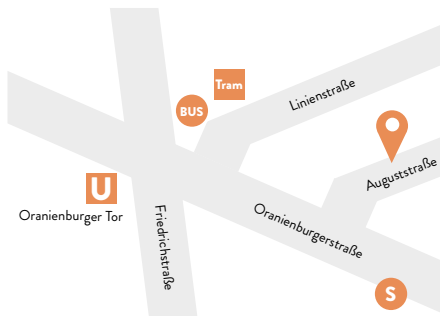 Tram
BUS
Linienstraße
Auguststraße
U
Oranienburger Tor
Friedrichstraße
Oranienburgerstraße
S